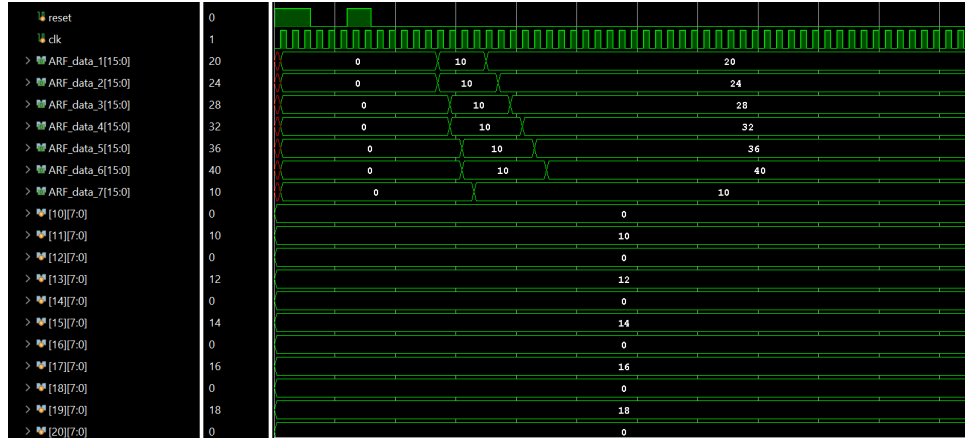 reset 0
clk 1
ARF_data_1[15:0] 20 0 10 20
ARF_data_2[15:0] 24 0 10 24
ARF_data_3[15:0] 28 0 10 28
ARF_data_4[15:0] 32 0 10 32
ARF_data_5[15:0] 36 0 10 36
ARF_data_6[15:0] 40 0 10 40
ARF_data_7[15:0] 10 0 10
[10][7:0] 0 0
[11][7:0] 10 10
[12][7:0] 0 0
[13][7:0] 12 12
[14][7:0] 0 0
[15][7:0] 14 14
[16][7:0] 0 0
[17][7:0] 16 16
[18][7:0] 0 0
[19][7:0] 18 18
[20][7:0] 0 0